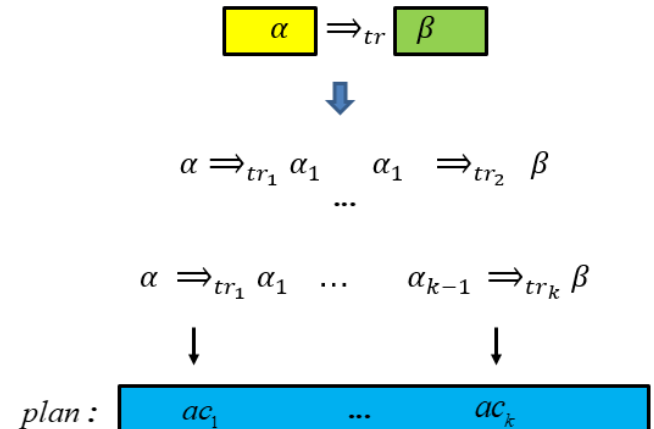 α ⇒tr β
α ⇒tr₁ α₁ α₁ ⇒tr₂ β
...
α ⇒tr₁ α₁ ... αk−1 ⇒trk β
plan : ac₁ ... ack